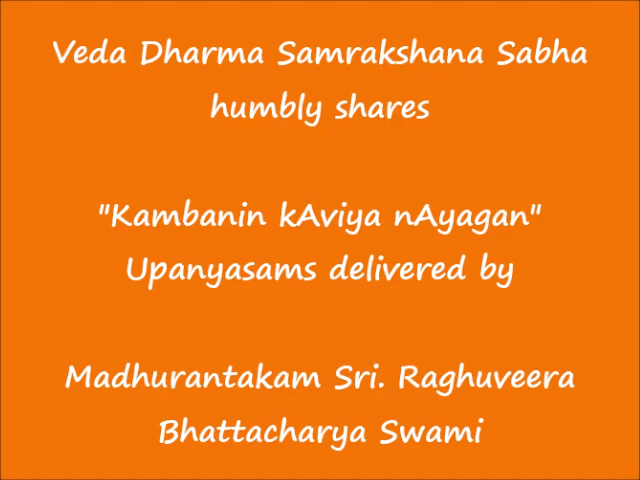 Veda Dharma Samrakshana Sabha
humbly shares
"Kambanin kAviya nAyagan"
Upanyasams delivered by
Madhurantakam Sri. Raghuveera
Bhattacharya Swami